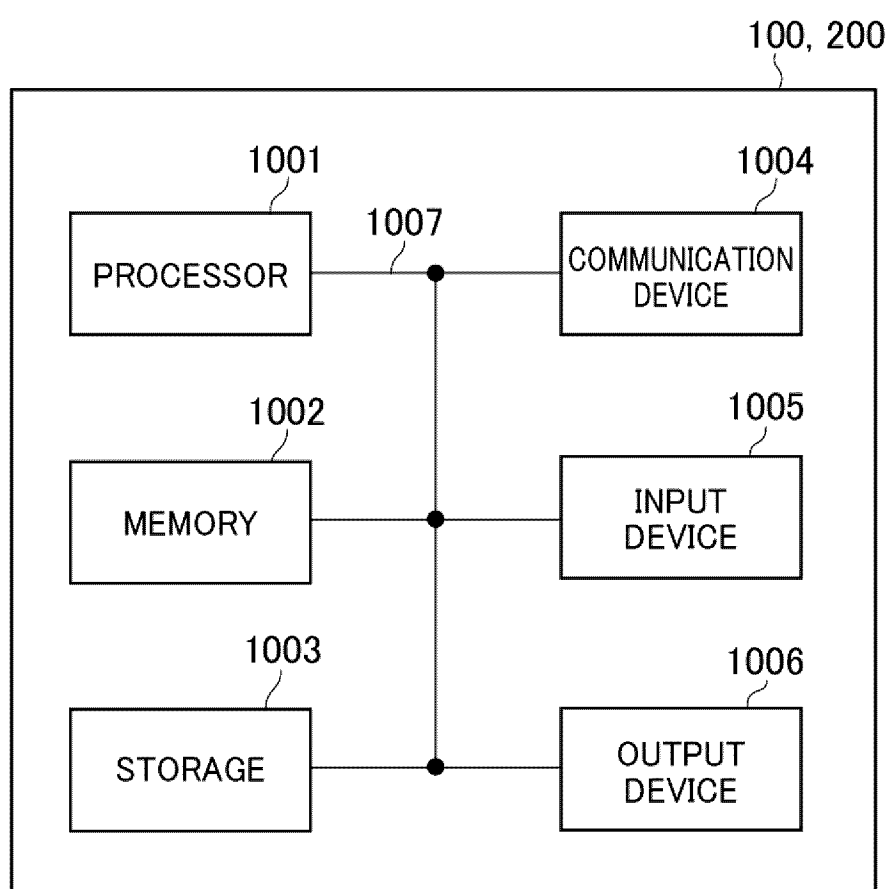 100, 200
1001
PROCESSOR
1007
1004
COMMUNICATION
DEVICE
1002
MEMORY
1005
INPUT
DEVICE
1003
STORAGE
1006
OUTPUT
DEVICE